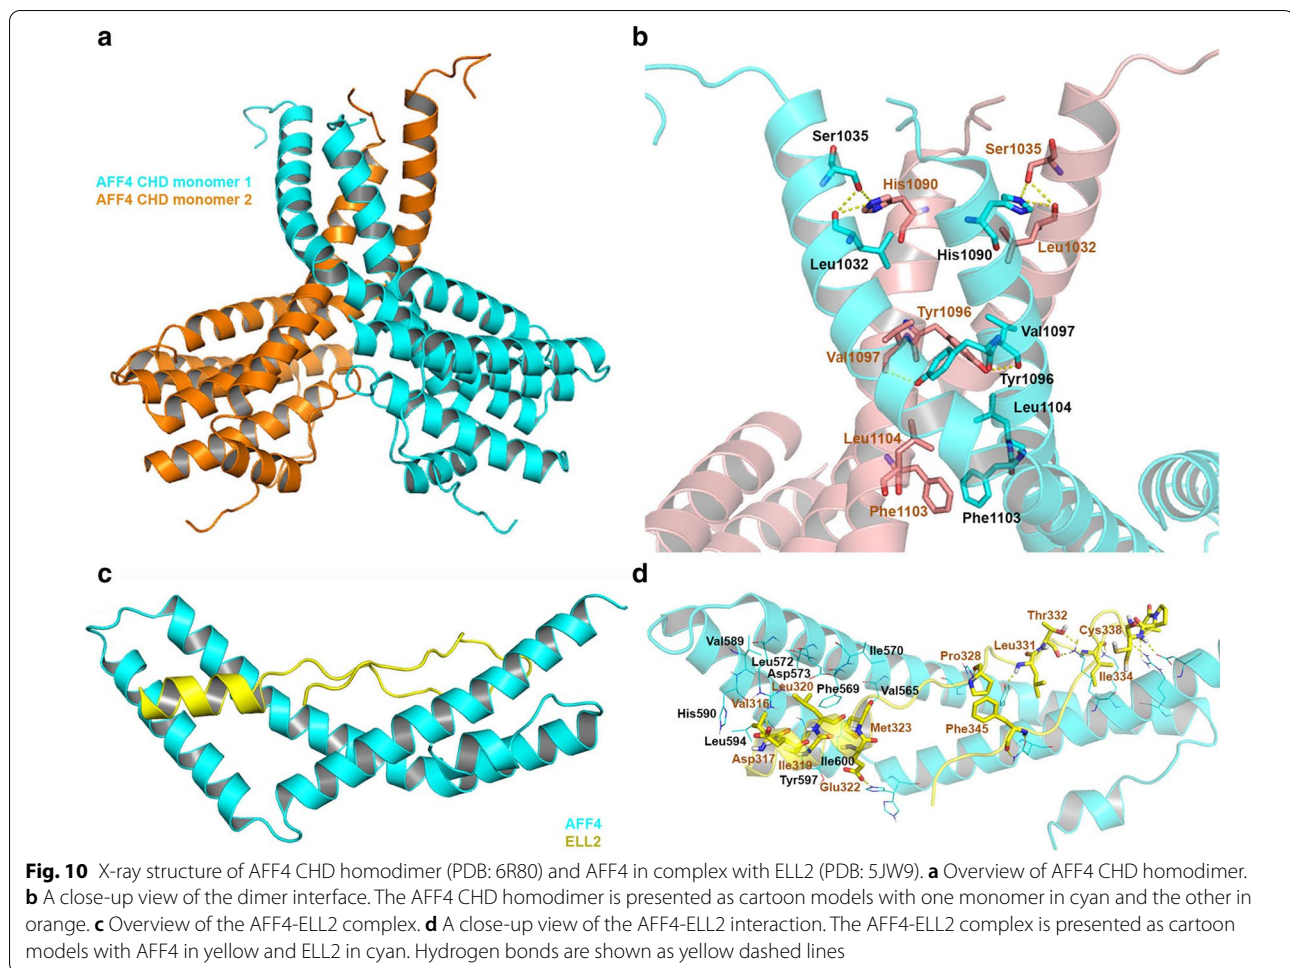 a
AFF4 CHD monomer 1
AFF4 CHD monomer 2
b
Ser1035
His1090
Leu1032
Ser1035
His1090
Leu1032
Tyr1096
Val1097
Val1097
Tyr1096
Leu1104
Leu1104
Phe1103
Phe1103
c
AFF4
ELL2
d
Thr332
Cys338
Val589
Leu572
Asp573
Ile570
Pro328
Leu331
Ile334
Leu320
Phe569
Val565
Val316
His590
Met323
Phe345
Leu594
Asp317
Ile319
Ile600
Tyr597
Glu322
Fig. 10 X-ray structure of AFF4 CHD homodimer (PDB: 6R80) and AFF4 in complex with ELL2 (PDB: 5JW9). a Overview of AFF4 CHD homodimer.
b A close-up view of the dimer interface. The AFF4 CHD homodimer is presented as cartoon models with one monomer in cyan and the other in
orange. c Overview of the AFF4-ELL2 complex. d A close-up view of the AFF4-ELL2 interaction. The AFF4-ELL2 complex is presented as cartoon
models with AFF4 in yellow and ELL2 in cyan. Hydrogen bonds are shown as yellow dashed lines